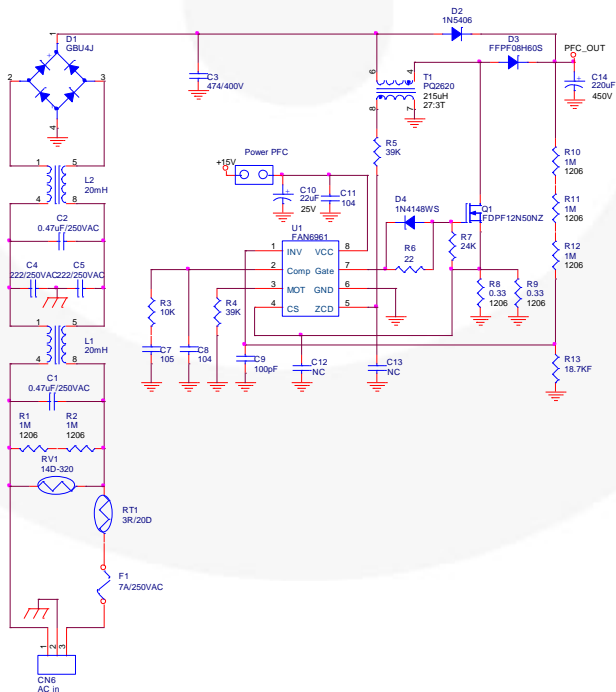 D1
GBU4J
1
2
3
4
D2
1N5406
D3
FFPF08H60S
PFC_OUT
C14
220uF
450V
C3
474/400V
6
4
T1
PQ2620
215uH
27:3T
8
7
R5
39K
R10
1M
1206
R11
1M
1206
R12
1M
1206
Power PFC
+15V
C10
22uF
25V
C11
104
D4
1N4148WS
Q1
FDPF12N50NZ
R6
22
R7
24K
U1
FAN6961
1
INV
VCC
8
2
Comp
Gate
7
3
MOT
GND
6
4
CS
ZCD
5
R8
0.33
1206
R9
0.33
1206
1
5
L2
20mH
4
8
C2
0.47uF/250VAC
C4
222/250VAC
C5
222/250VAC
R3
10K
R4
39K
C7
105
C8
104
C9
100pF
C12
NC
C13
NC
R13
18.7KF
1
5
L1
20mH
4
8
C1
0.47uF/250VAC
R1
1M
1206
R2
1M
1206
RV1
14D-320
RT1
3R/20D
F1
7A/250VAC
1
2
3
CN6
AC in